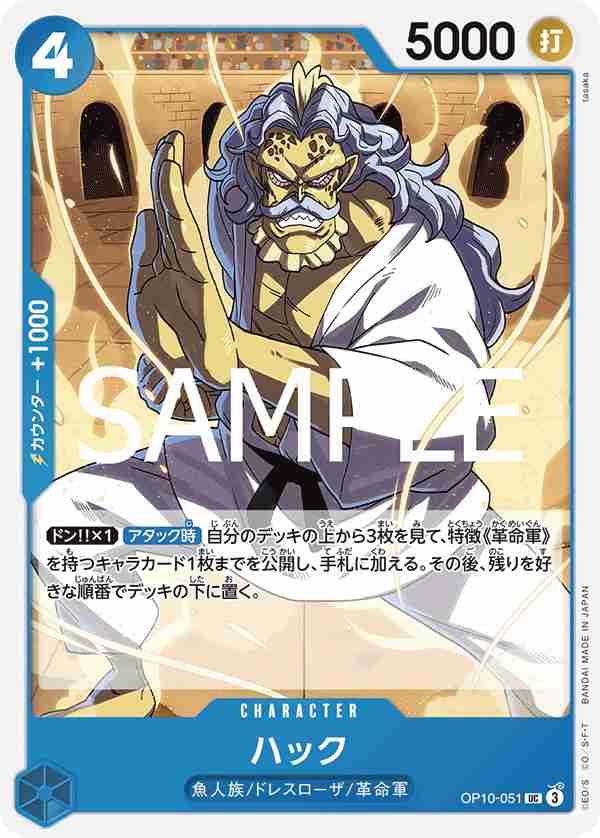 4
5000
打
tasaka
カウンター +1000
SAMPLE
ドン!!×1 アタック時 自分のデッキの上から3枚を見て、特徴《革命軍》
を持つキャラカード1枚までを公開し、手札に加える。その後、残りを好
きな順番でデッキの下に置く。
CHARACTER
ハック
魚人族/ドレスローザ/革命軍
OP10-051 UC 3
©E.O/S ©O/S・F・T BANDAI MADE IN JAPAN